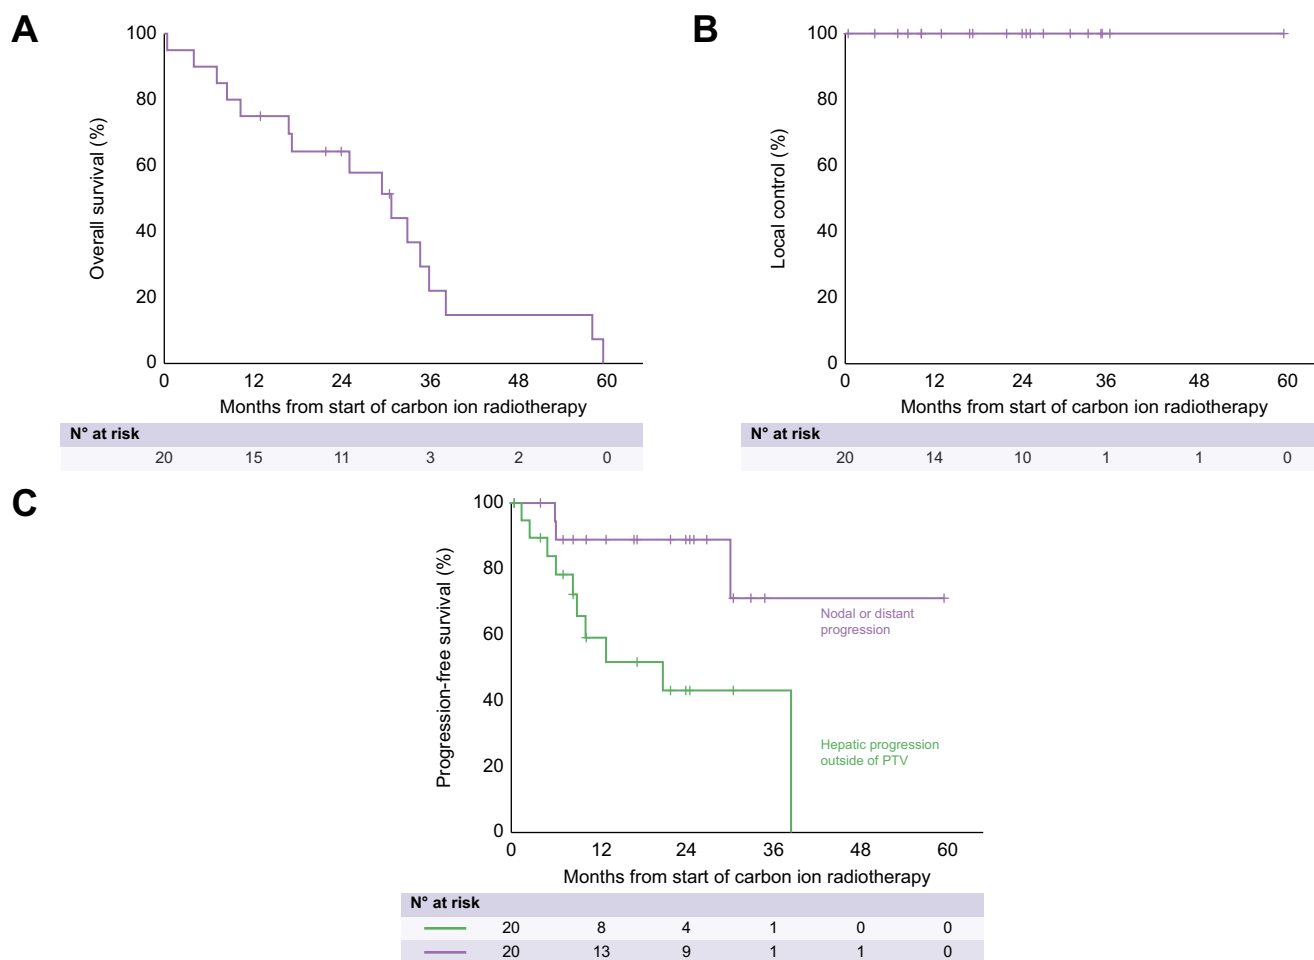 A
100
80
60
40
20
0
Overall survival (%)
0 12 24 36 48 60
Months from start of carbon ion radiotherapy
N° at risk
20 15 11 3 2 0
B
100
80
60
40
20
0
Local control (%)
0 12 24 36 48 60
Months from start of carbon ion radiotherapy
N° at risk
20 14 10 1 1 0
C
100
80
60
40
20
0
Progression-free survival (%)
Nodal or distant
progression
Hepatic progression
outside of PTV
0 12 24 36 48 60
Months from start of carbon ion radiotherapy
N° at risk
20 8 4 1 0 0
20 13 9 1 1 0